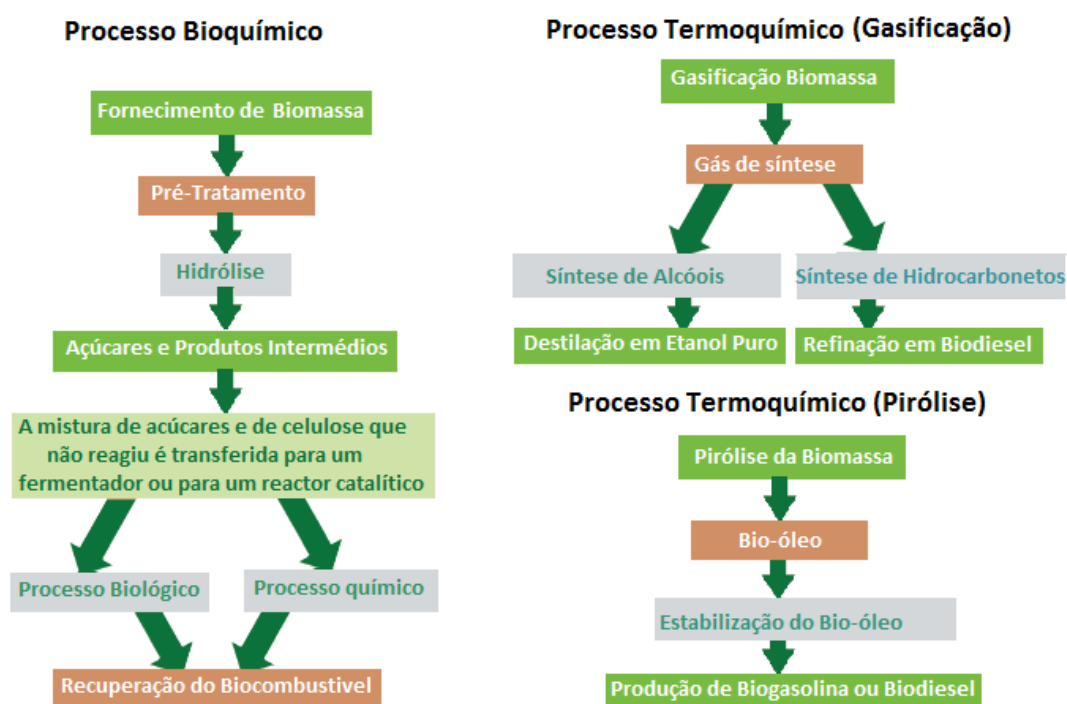 Processo Bioquímico
Fornecimento de Biomassa
Pré-Tratamento
Hidrólise
Açúcares e Produtos Intermédios
A mistura de açúcares e de celulose que
não reagiu é transferida para um
fermentador ou para um reactor catalítico
Processo Biológico
Processo químico
Recuperação do Biocombustivel
Processo Termoquímico (Gasificação)
Gasificação Biomassa
Gás de síntese
Síntese de Alcóois
Síntese de Hidrocarbonetos
Destilação em Etanol Puro
Refinação em Biodiesel
Processo Termoquímico (Pirólise)
Pirólise da Biomassa
Bio-óleo
Estabilização do Bio-óleo
Produção de Biogasolina ou Biodiesel